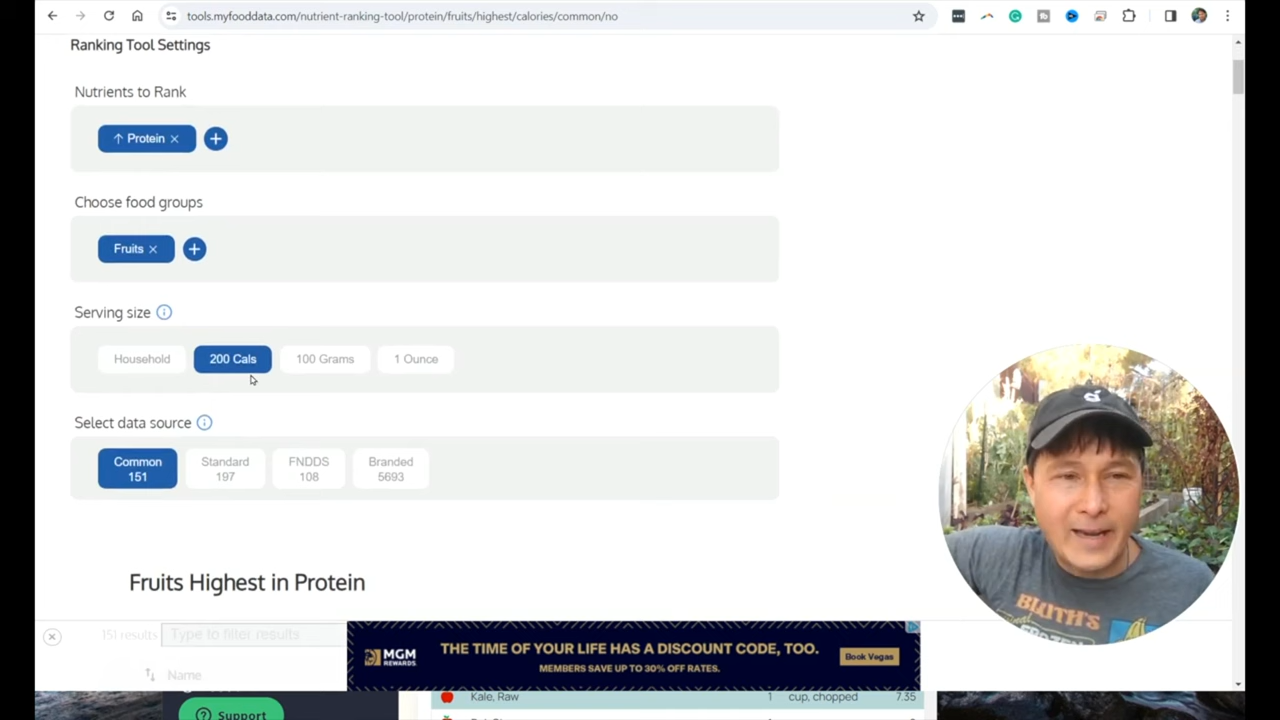 tools.myfooddata.com/nutrient-ranking-tool/protein/fruits/highest/calories/common/no
Ranking Tool Settings
Nutrients to Rank
↑ Protein ×
+
Choose food groups
Fruits ×
+
Serving size
Household 200 Cals 100 Grams 1 Ounce
Select data source
Common Standard FNDDS Branded
151 197 108 5693
Fruits Highest in Protein
151 results Type to filter results
Name
MGM REWARDS
THE TIME OF YOUR LIFE HAS A DISCOUNT CODE, TOO.
MEMBERS SAVE UP TO 30% OFF RATES.
Book Vegas
Kale, Raw 1 cup, chopped 7.35
Support
BLUTH'S
FROZEN